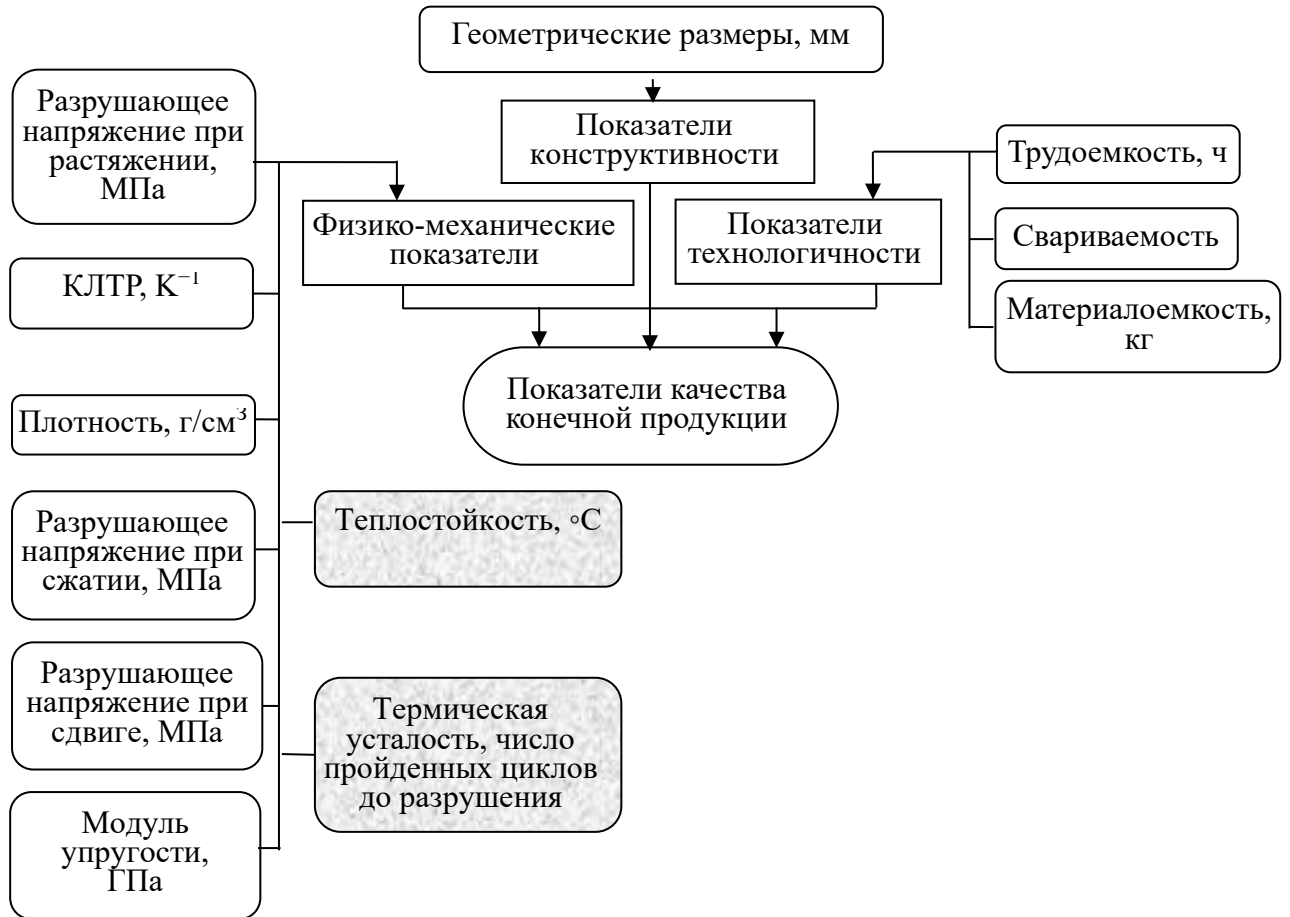 Геометрические размеры, мм
Разрушающее
напряжение при
растяжении,
МПа
Показатели
конструктивности
Трудоемкость, ч
Физико-механические
показатели
Показатели
технологичности
Свариваемость
КЛТР, K⁻¹
Материалоемкость,
кг
Показатели качества
конечной продукции
Плотность, г/см³
Разрушающее
напряжение при
сжатии, МПа
Теплостойкость, °С
Разрушающее
напряжение при
сдвиге, МПа
Термическая
усталость, число
пройденных циклов
до разрушения
Модуль
упругости,
ГПа